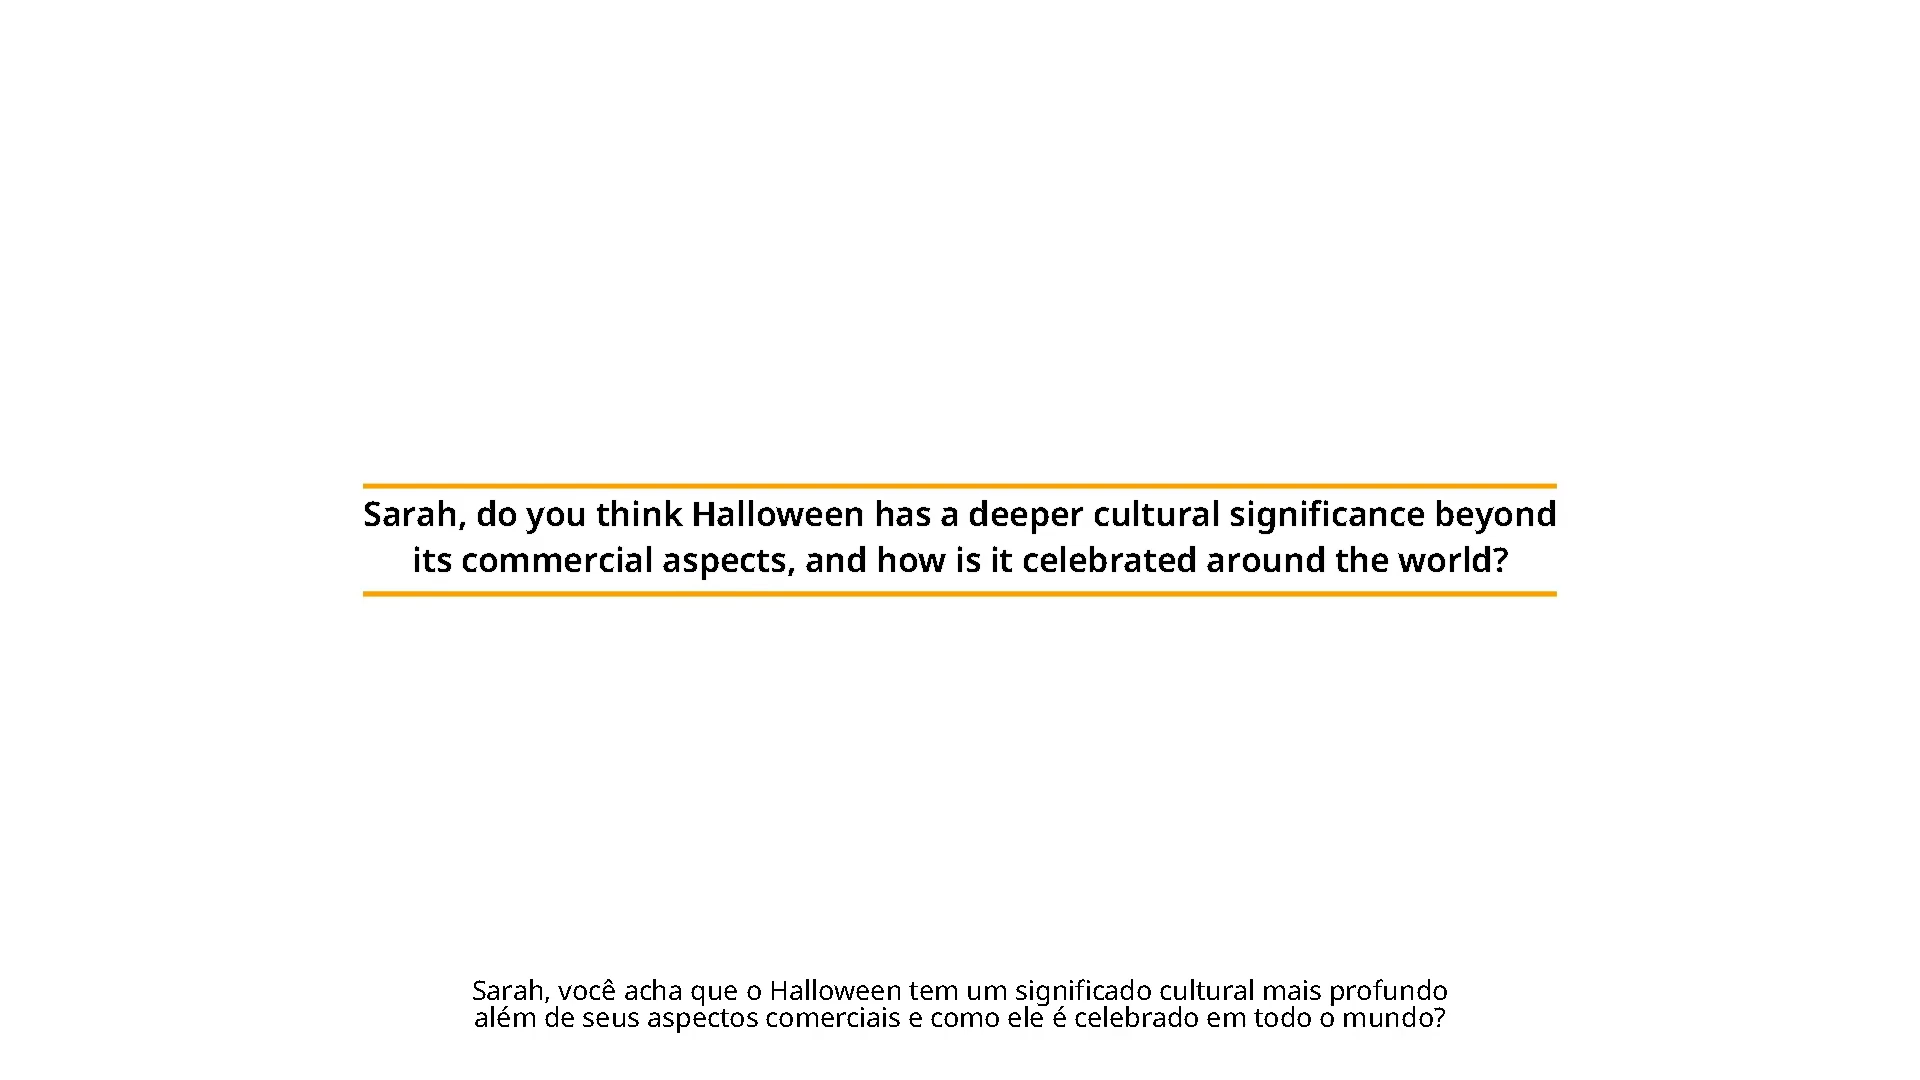 Sarah, do you think Halloween has a deeper cultural significance beyond
its commercial aspects, and how is it celebrated around the world?
Sarah, você acha que o Halloween tem um significado cultural mais profundo
além de seus aspectos comerciais e como ele é celebrado em todo o mundo?